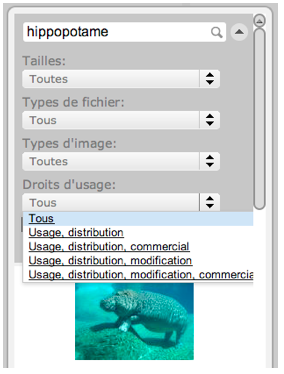 hippopotame
Tailles:
Toutes
Types de fichier:
Tous
Types d'image:
Toutes
Droits d'usage:
Tous
Tous
Usage, distribution
Usage, distribution, commercial
Usage, distribution, modification
Usage, distribution, modification, commercia